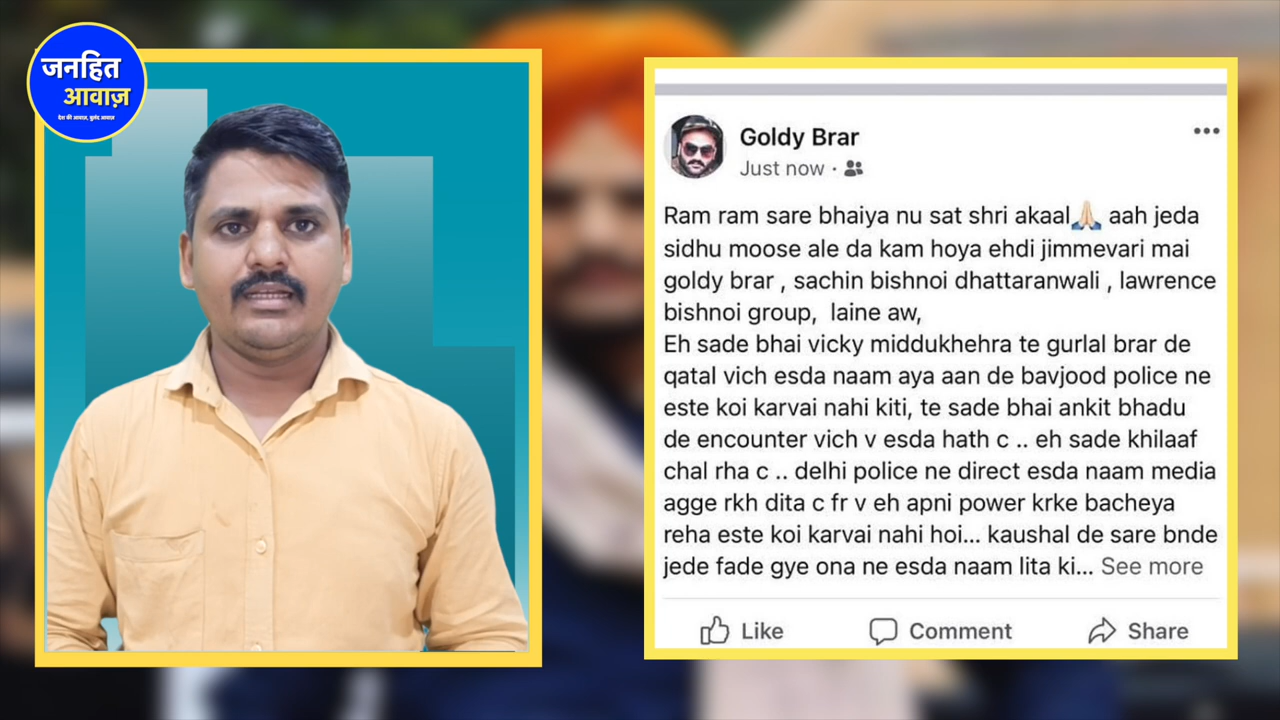 जनहित
आवाज़
देश की आवाज़, बुलंद आवाज़
Goldy Brar
Just now ·
Ram ram sare bhaiya nu sat shri akaal🙏🏻 aah jeda
sidhu moose ale da kam hoya ehdi jimmevari mai
goldy brar , sachin bishnoi dhattaranwali , lawrence
bishnoi group, laine aw,
Eh sade bhai vicky middukhehra te gurlal brar de
qatal vich esda naam aya aan de bavjood police ne
este koi karvai nahi kiti, te sade bhai ankit bhadu
de encounter vich v esda hath c .. eh sade khilaaf
chal rha c .. delhi police ne direct esda naam media
agge rkh dita c fr v eh apni power krke bacheya
reha este koi karvai nahi hoi... kaushal de sare bnde
jede fade gye ona ne esda naam lita ki... See more
Like Comment Share